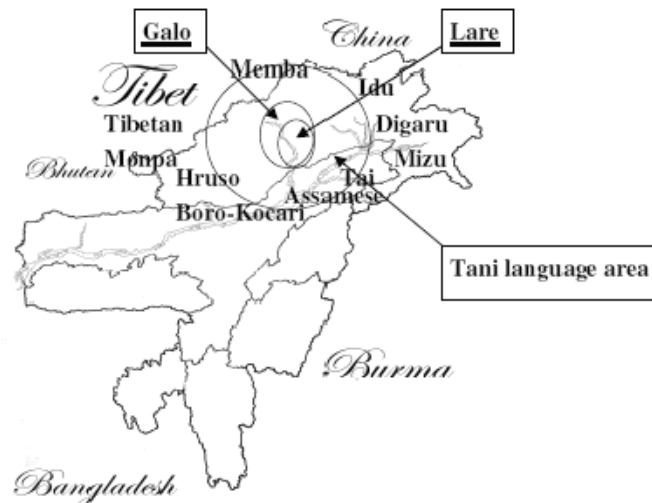 Galo
Lare
China
Memba
Idu
Tibet
Tibetan
Digaru
Monpa
Mizu
Bhutan
Hruso
Tai
Assamese
Boro-Kocari
Tani language area
Burma
Bangladesh